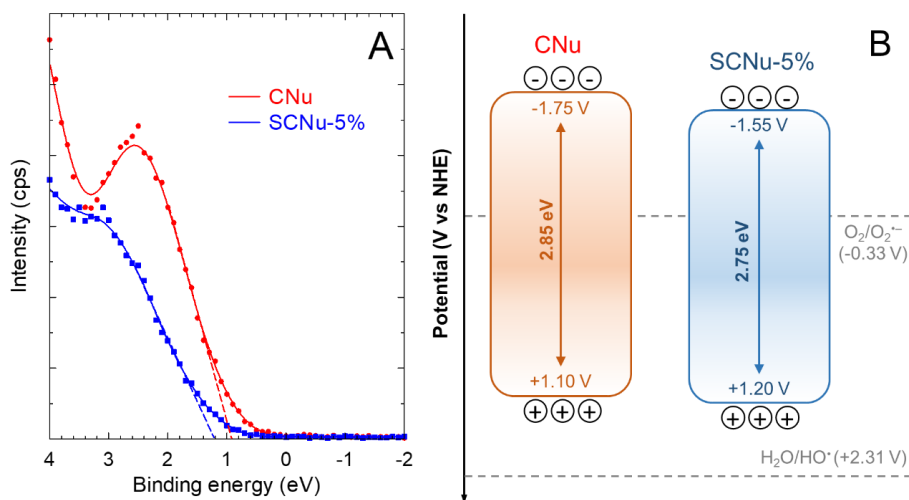 A
CNu
SCNu-5%
Intensity (cps)
4 3 2 1 0 -1 -2
Binding energy (eV)
B
Potential (V vs NHE)
CNu
- - -
-1.75 V
2.85 eV
+1.10 V
+ + +
SCNu-5%
- - -
-1.55 V
2.75 eV
+1.20 V
+ + +
O₂/O₂•−
(-0.33 V)
H₂O/HO• (+2.31 V)